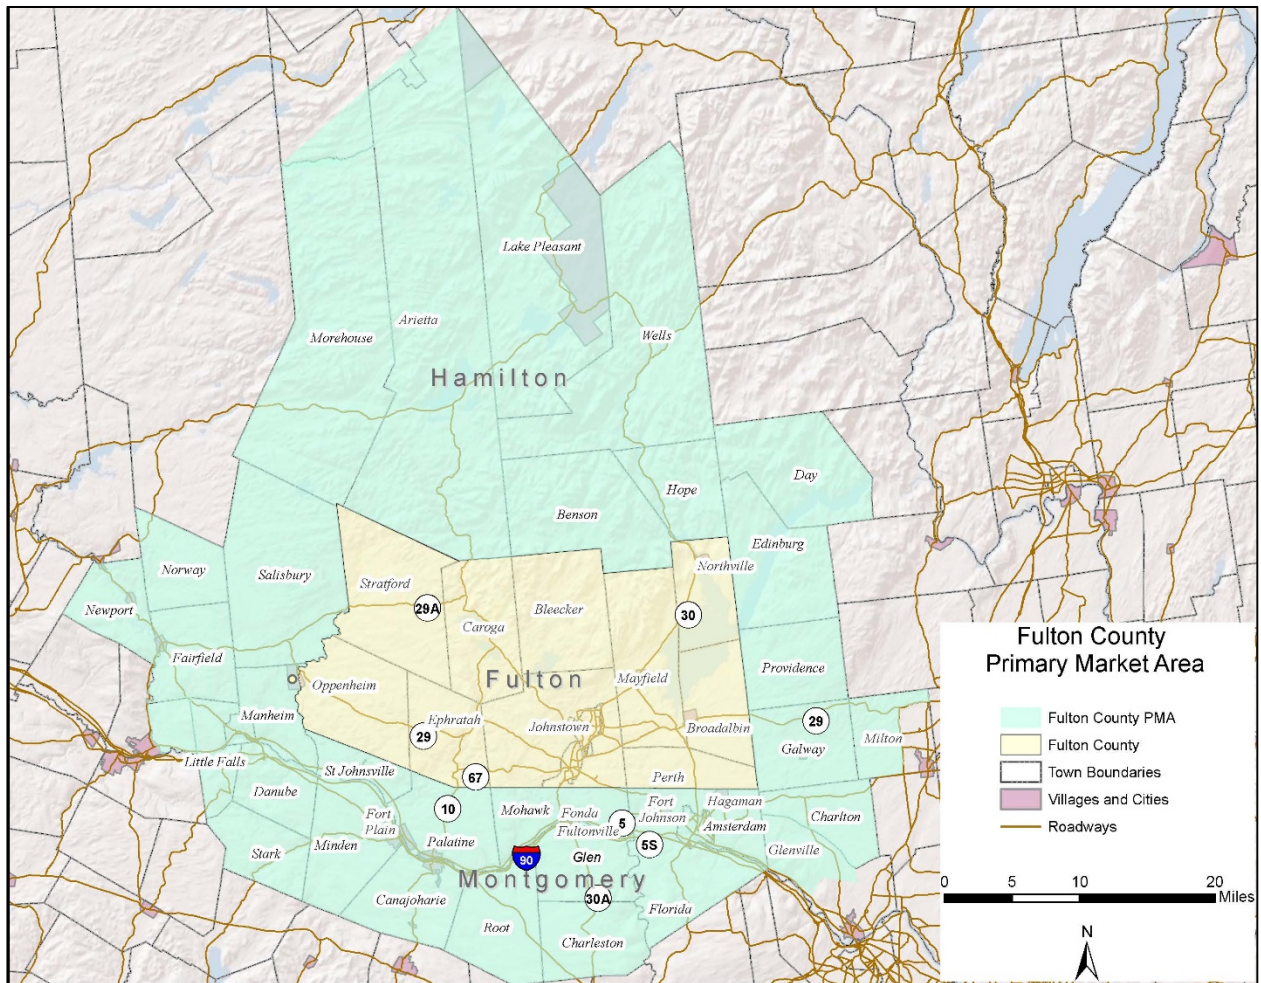 Lake Pleasant
Arietta
Morehouse
Wells
Hamilton
Day
Hope
Benson
Edinburg
Northville
Norway
Salisbury
Stratford
Newport
29A
Bleecker
30
Caroga
Fairfield
Providence
Fulton
Mayfield
Oppenheim
Manheim
Ephratah
Johnstown
Broadalbin
29
29
Galway
Milton
Little Falls
St Johnsville
67
Perth
Danube
10
Mohawk
Fonda
Fort
Johnson
Hagaman
Fort
Plain
Fultonville
5
Amsterdam
Charlton
Stark
Minden
Palatine
90
Glen
5S
Glenville
Montgomery
Canajoharie
30A
Florida
Root
Charleston
Fulton County
Primary Market Area
Fulton County PMA
Fulton County
Town Boundaries
Villages and Cities
Roadways
0 5 10 20
Miles
N